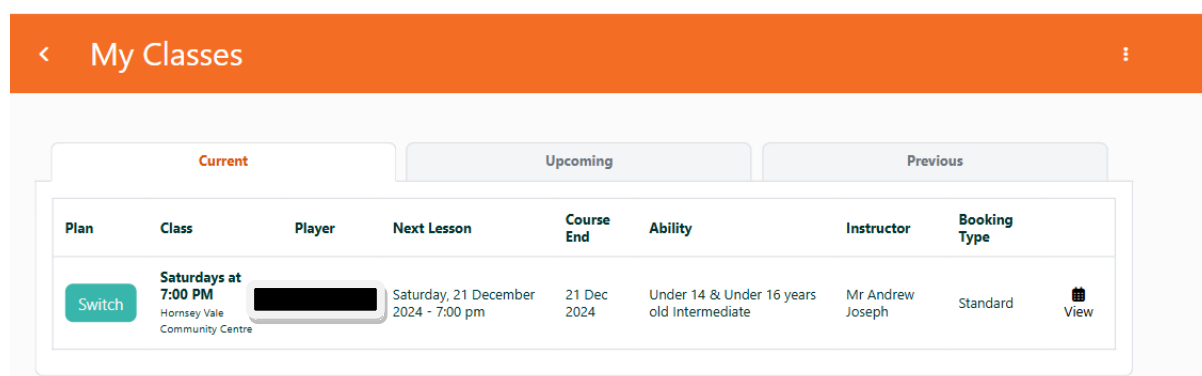 My Classes
Current
Upcoming
Previous
Plan
Class
Player
Next Lesson
Course
End
Ability
Instructor
Booking
Type
Switch
Saturdays at
7:00 PM
Hornsey Vale
Community Centre
Saturday, 21 December
2024 - 7:00 pm
21 Dec
2024
Under 14 & Under 16 years
old Intermediate
Mr Andrew
Joseph
Standard
View